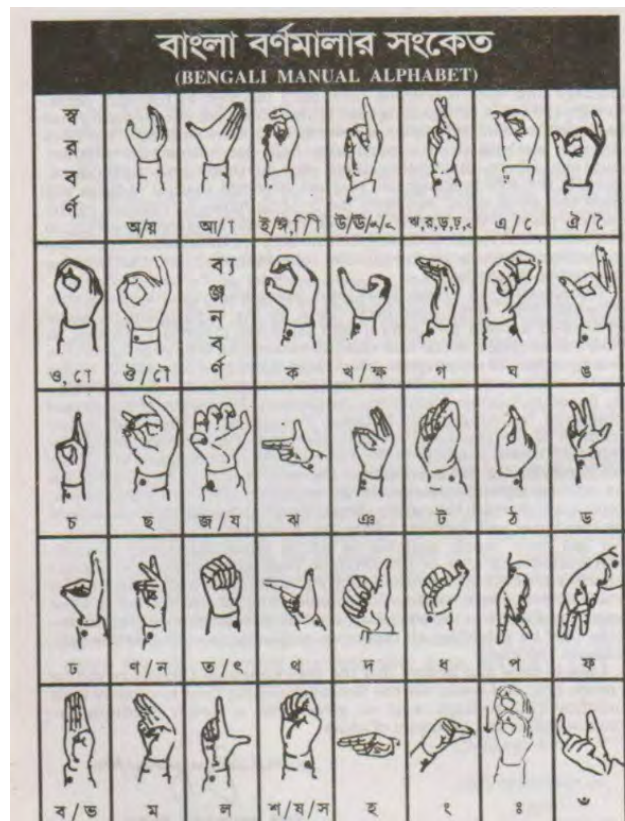 বাংলা বর্ণমালার সংকেত
(BENGALI MANUAL ALPHABET)
স্বরবর্ণ
অ/য় আ/া ই/ঈ,ি,ী উ/ঊ/ু/ূ ঋ,র,ড়,ঢ়,ৃ এ/ে ঐ/ৈ
ও, ো ঔ/ৌ ব্যঞ্জনবর্ণ ক খ/ক্ষ গ ঘ ঙ
চ ছ জ/য ঝ ঞ ট ঠ ড
ঢ ণ/ন ত/ৎ থ দ ধ প ফ
ব/ভ ম ল শ/ষ/স হ ং ঃ ঁ